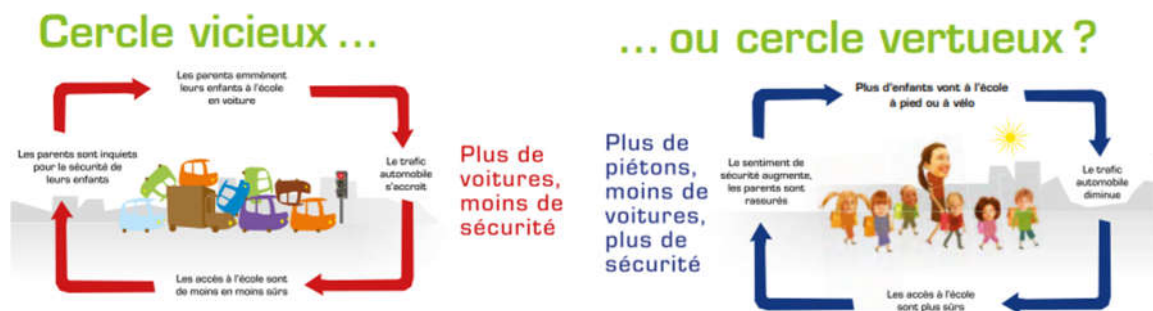 Cercle vicieux ...
Les parents emmènent
leurs enfants à l'école
en voiture
Le trafic
automobile
s'accroît
Les accès à l'école sont
de moins en moins sûrs
Les parents sont inquiets
pour la sécurité de
leurs enfants
Plus de
voitures,
moins de
sécurité
... ou cercle vertueux ?
Plus d'enfants vont à l'école
à pied ou à vélo
Le trafic
automobile
diminue
Les accès à l'école
sont plus sûrs
Le sentiment de
sécurité augmente,
les parents sont
rassurés
Plus de
piétons,
moins de
voitures,
plus de
sécurité